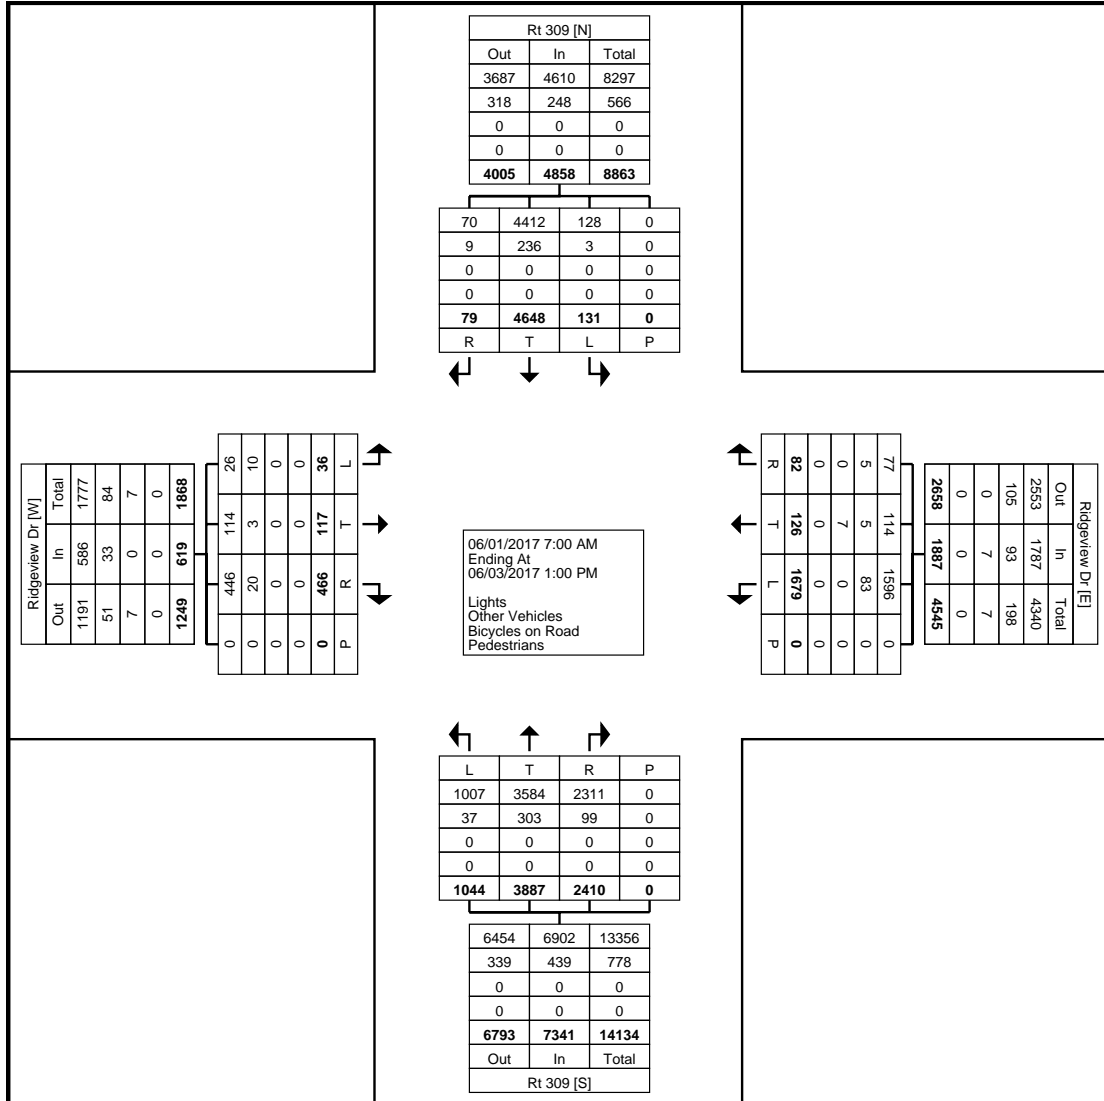 Rt 309 [N]
Out In Total
3687 4610 8297
318 248 566
0 0 0
0 0 0
4005 4858 8863
70 4412 128 0
9 236 3 0
0 0 0 0
0 0 0 0
79 4648 131 0
R T L P
Ridgeview Dr [W]
Total In Out
1777 586 1191
84 33 51
7 0 7
0 0 0
1868 619 1249
26 114 446 0
10 3 20 0
0 0 0 0
0 0 0 0
36 117 466 0
L T R P
06/01/2017 7:00 AM
Ending At
06/03/2017 1:00 PM
Lights
Other Vehicles
Bicycles on Road
Pedestrians
R T L P
82 126 1679 0
0 0 0 0
0 7 0 0
5 5 83 0
77 114 1596 0
Ridgeview Dr [E]
Out In Total
2553 1787 4340
105 93 198
0 7 7
0 0 0
2658 1887 4545
L T R P
1007 3584 2311 0
37 303 99 0
0 0 0 0
0 0 0 0
1044 3887 2410 0
6454 6902 13356
339 439 778
0 0 0
0 0 0
6793 7341 14134
Out In Total
Rt 309 [S]